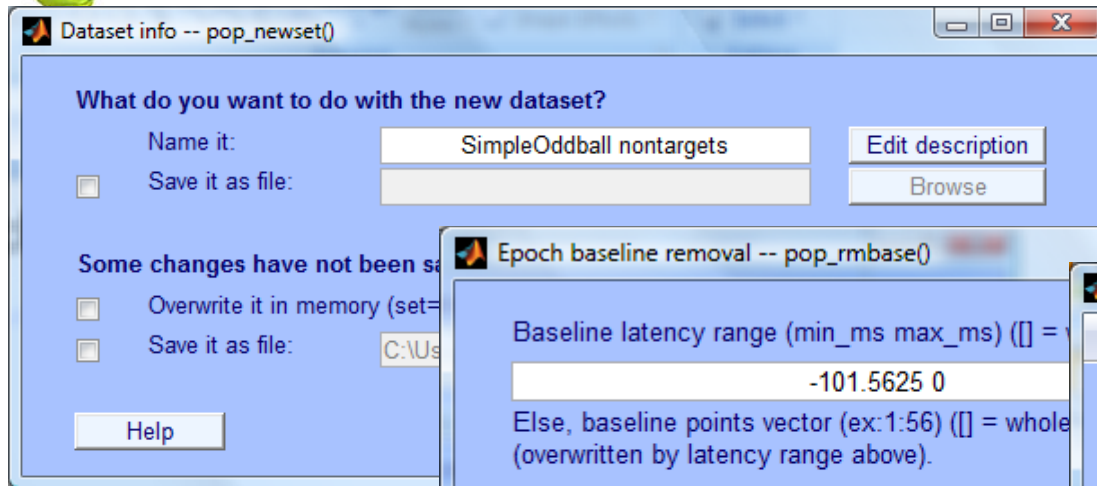 Dataset info -- pop_newset()
What do you want to do with the new dataset?
Name it:
SimpleOddball nontargets
Edit description
Save it as file:
Browse
Some changes have not been
Overwrite it in memory (set=
Save it as file:
C:\Us
Help
Epoch baseline removal -- pop_rmbase()
Baseline latency range (min_ms max_ms) ([] =
-101.5625 0
Else, baseline points vector (ex:1:56) ([] = whole
(overwritten by latency range above).